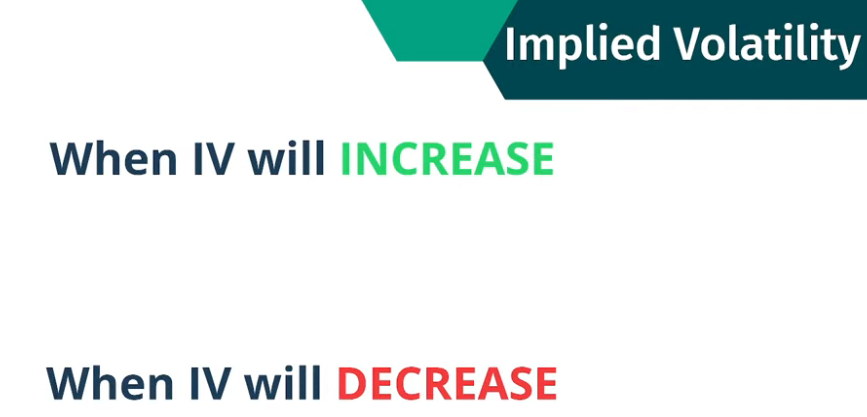 Implied Volatility
When IV will INCREASE
When IV will DECREASE